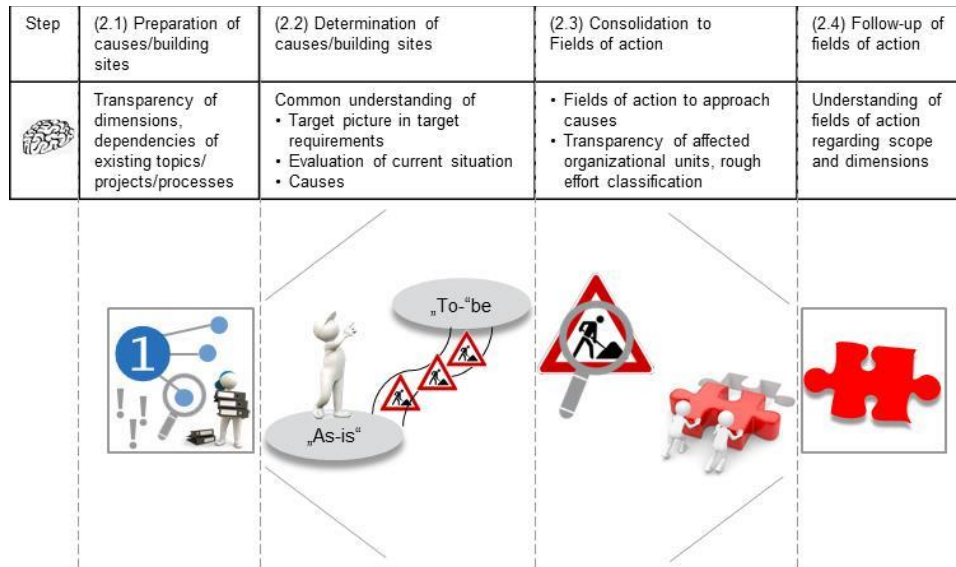 Step
(2.1) Preparation of
causes/building
sites
(2.2) Determination of
causes/building sites
(2.3) Consolidation to
Fields of action
(2.4) Follow-up of
fields of action
Transparency of
dimensions,
dependencies of
existing topics/
projects/processes
Common understanding of
• Target picture in target
requirements
• Evaluation of current situation
• Causes
• Fields of action to approach
causes
• Transparency of affected
organizational units, rough
effort classification
Understanding of
fields of action
regarding scope
and dimensions
1
! ! !
„To-“be
„As-is“